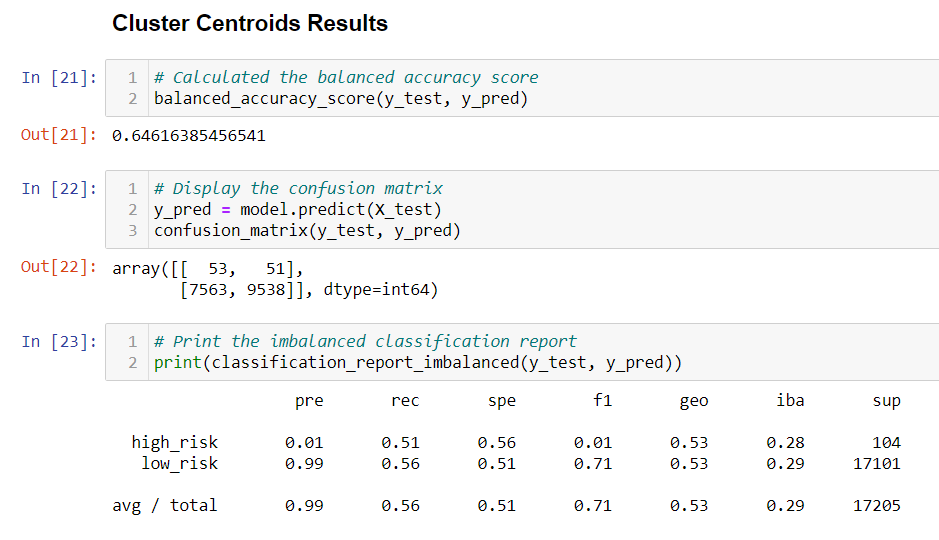 Cluster Centroids Results
In [21]: 1 # Calculated the balanced accuracy score
2 balanced_accuracy_score(y_test, y_pred)
Out[21]: 0.64616385456541
In [22]: 1 # Display the confusion matrix
2 y_pred = model.predict(X_test)
3 confusion_matrix(y_test, y_pred)
Out[22]: array([[  53,   51],
       [7563, 9538]], dtype=int64)
In [23]: 1 # Print the imbalanced classification report
2 print(classification_report_imbalanced(y_test, y_pred))
pre rec spe f1 geo iba sup
high_risk 0.01 0.51 0.56 0.01 0.53 0.28 104
low_risk 0.99 0.56 0.51 0.71 0.53 0.29 17101
avg / total 0.99 0.56 0.51 0.71 0.53 0.29 17205